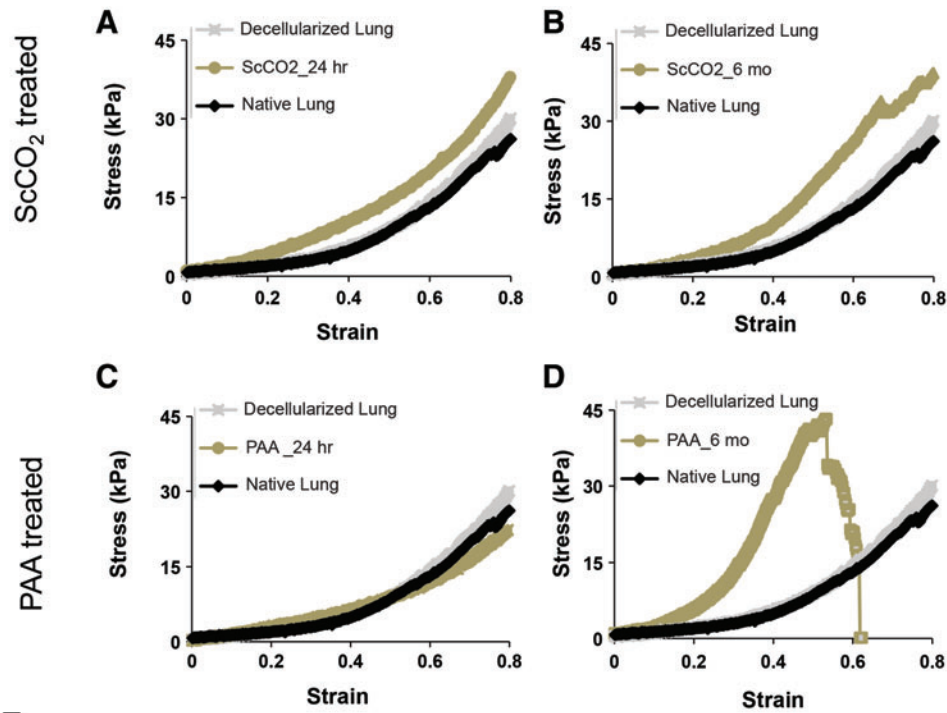 A
Decellularized Lung
ScCO2_24 hr
Native Lung
45
30
15
0
Stress (kPa)
0 0.2 0.4 0.6 0.8
Strain
ScCO₂ treated
B
Decellularized Lung
ScCO2_6 mo
Native Lung
45
30
15
0
Stress (kPa)
0 0.2 0.4 0.6 0.8
Strain
C
Decellularized Lung
PAA_24 hr
Native Lung
45
30
15
0
Stress (kPa)
0 0.2 0.4 0.6 0.8
Strain
PAA treated
D
Decellularized Lung
PAA_6 mo
Native Lung
45
30
15
0
Stress (kPa)
0 0.2 0.4 0.6 0.8
Strain